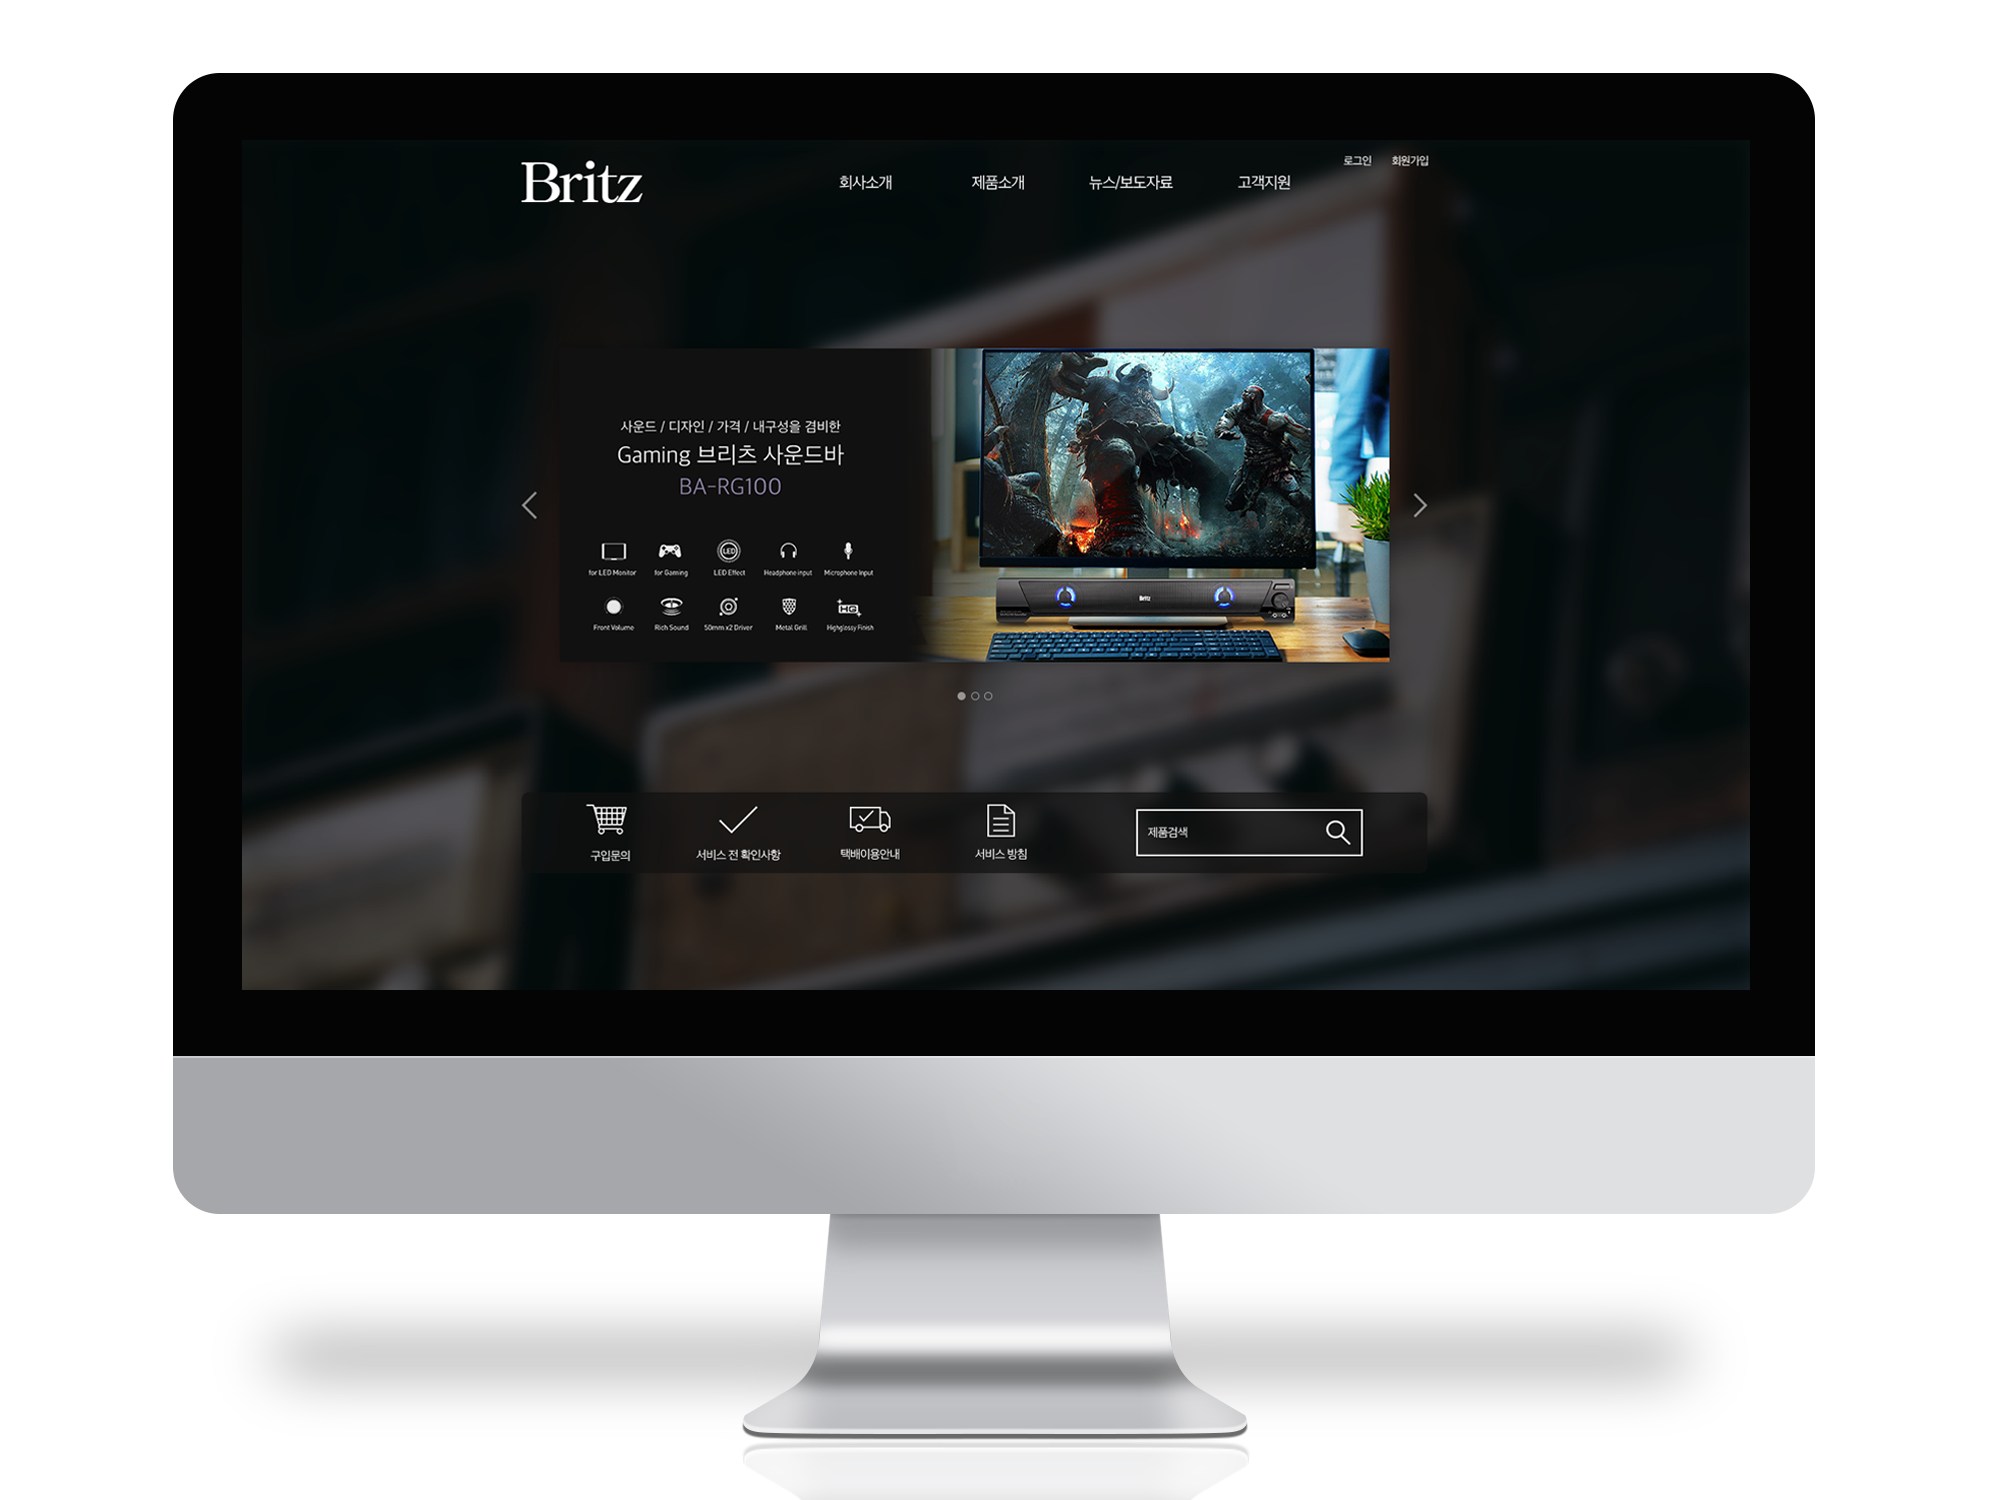 로그인 회원가입
Britz 회사소개 제품소개 뉴스/보도자료 고객지원
사운드 / 디자인 / 가격 / 내구성을 겸비한
Gaming 브리츠 사운드바
BA-RG100
LED
for LED Monitor for Gaming LED Effect Headphone input Microphone Input
HG
Front Volume Rich Sound 50mm x2 Driver Metal Grill Highglossy Finish
Britz
구입문의 서비스 전 확인사항 택배이용안내 서비스 방침
제품검색